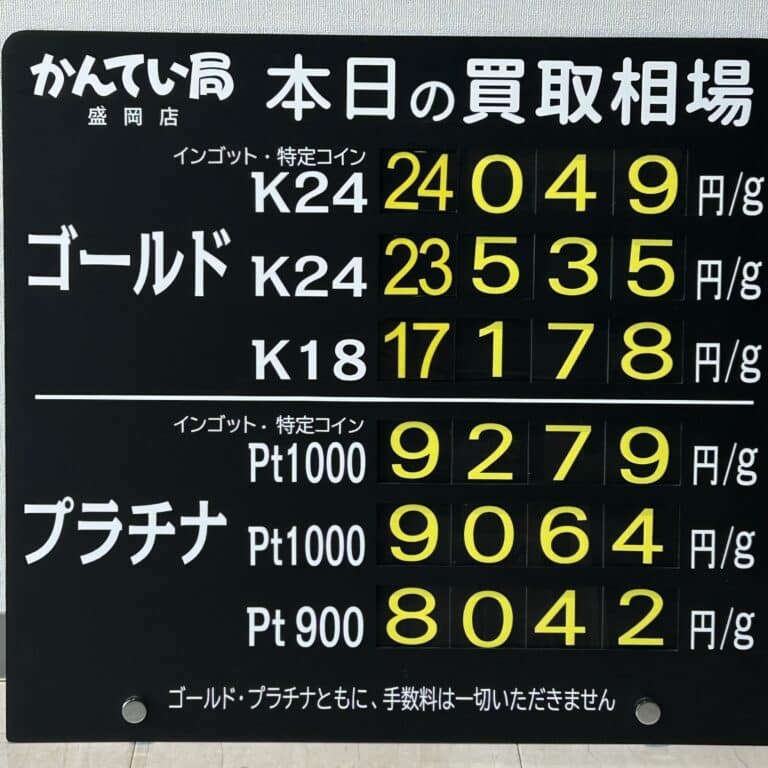 かんてい局 本日の買取相場
盛岡店
インゴット・特定コイン
K24 24049 円/g
ゴールド K24 23535 円/g
K18 17178 円/g
インゴット・特定コイン
Pt1000 9279 円/g
プラチナ Pt1000 9064 円/g
Pt900 8042 円/g
ゴールド・プラチナともに、手数料は一切いただきません